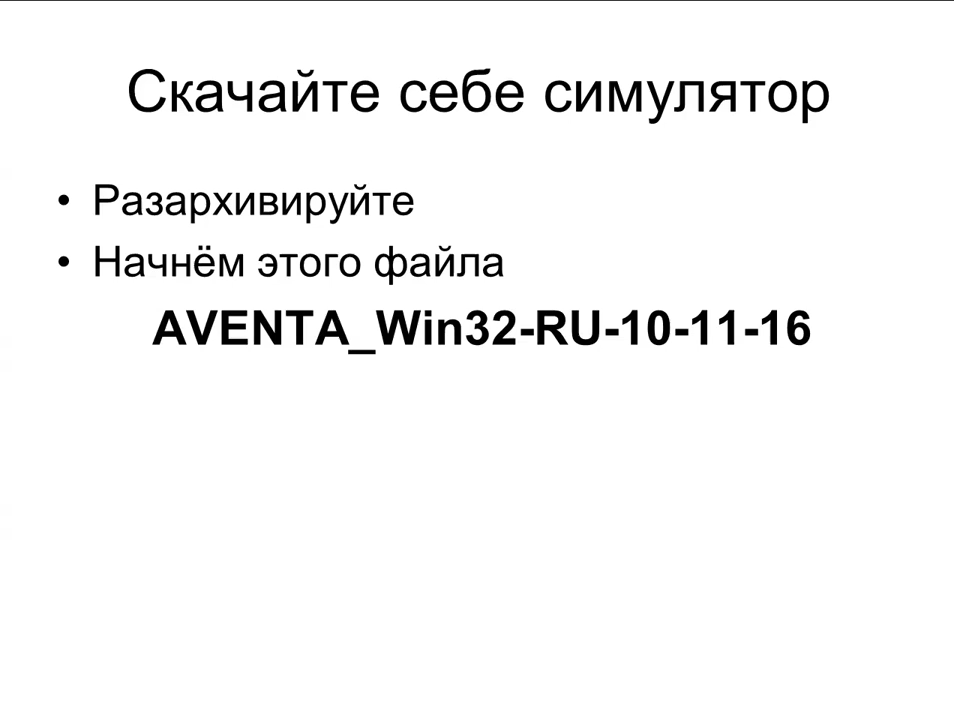 Скачайте себе симулятор
• Разархивируйте
• Начнём этого файла
AVENTA_Win32-RU-10-11-16